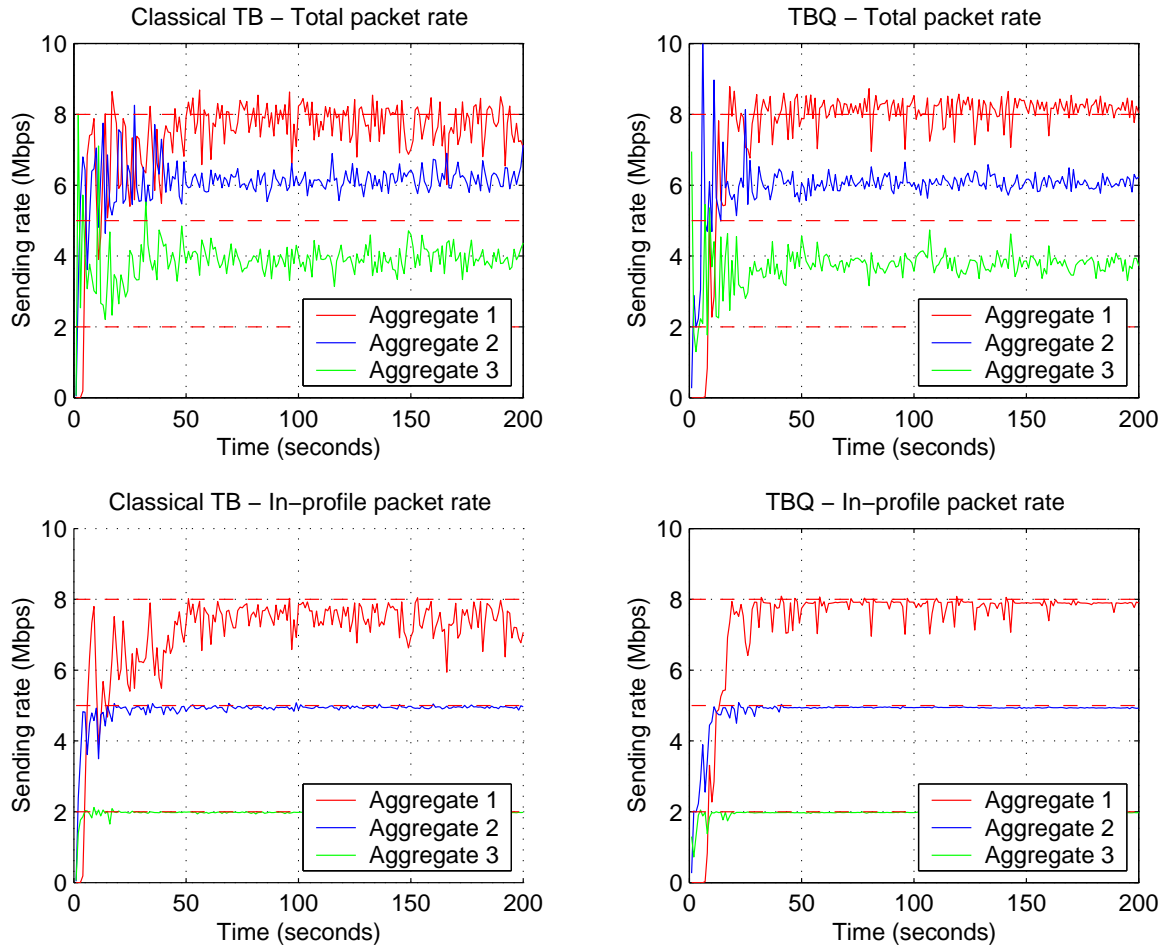 Classical TB − Total packet rate
10
8
6
4
2
0
Sending rate (Mbps)
Aggregate 1
Aggregate 2
Aggregate 3
0 50 100 150 200
Time (seconds)
TBQ − Total packet rate
10
8
6
4
2
0
Sending rate (Mbps)
Aggregate 1
Aggregate 2
Aggregate 3
0 50 100 150 200
Time (seconds)
Classical TB − In−profile packet rate
10
8
6
4
2
0
Sending rate (Mbps)
Aggregate 1
Aggregate 2
Aggregate 3
0 50 100 150 200
Time (seconds)
TBQ − In−profile packet rate
10
8
6
4
2
0
Sending rate (Mbps)
Aggregate 1
Aggregate 2
Aggregate 3
0 50 100 150 200
Time (seconds)